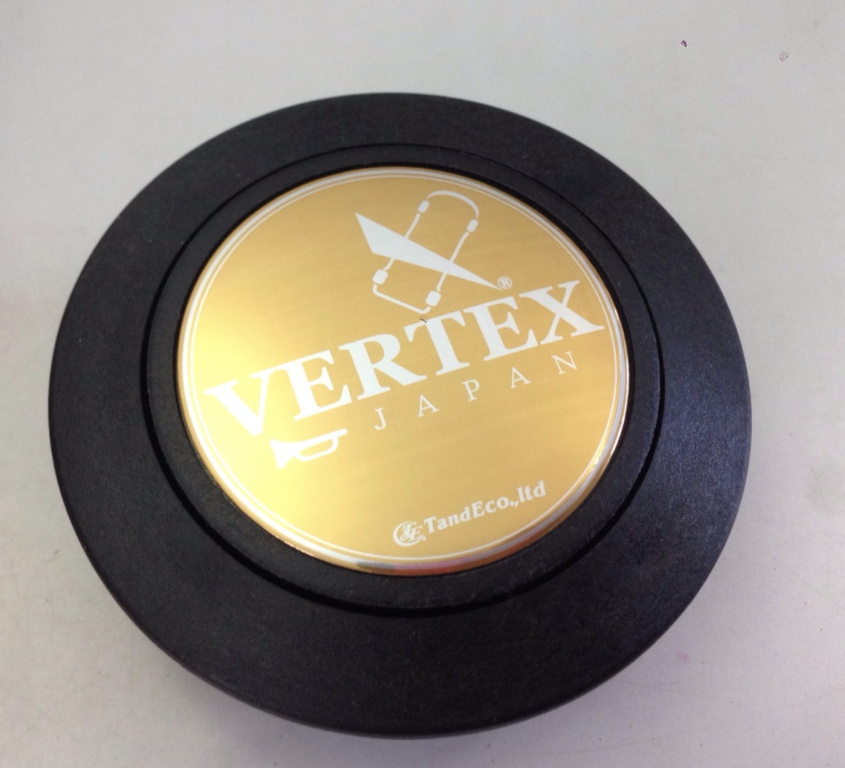 ®
VERTEX
JAPAN
TandEco.,ltd